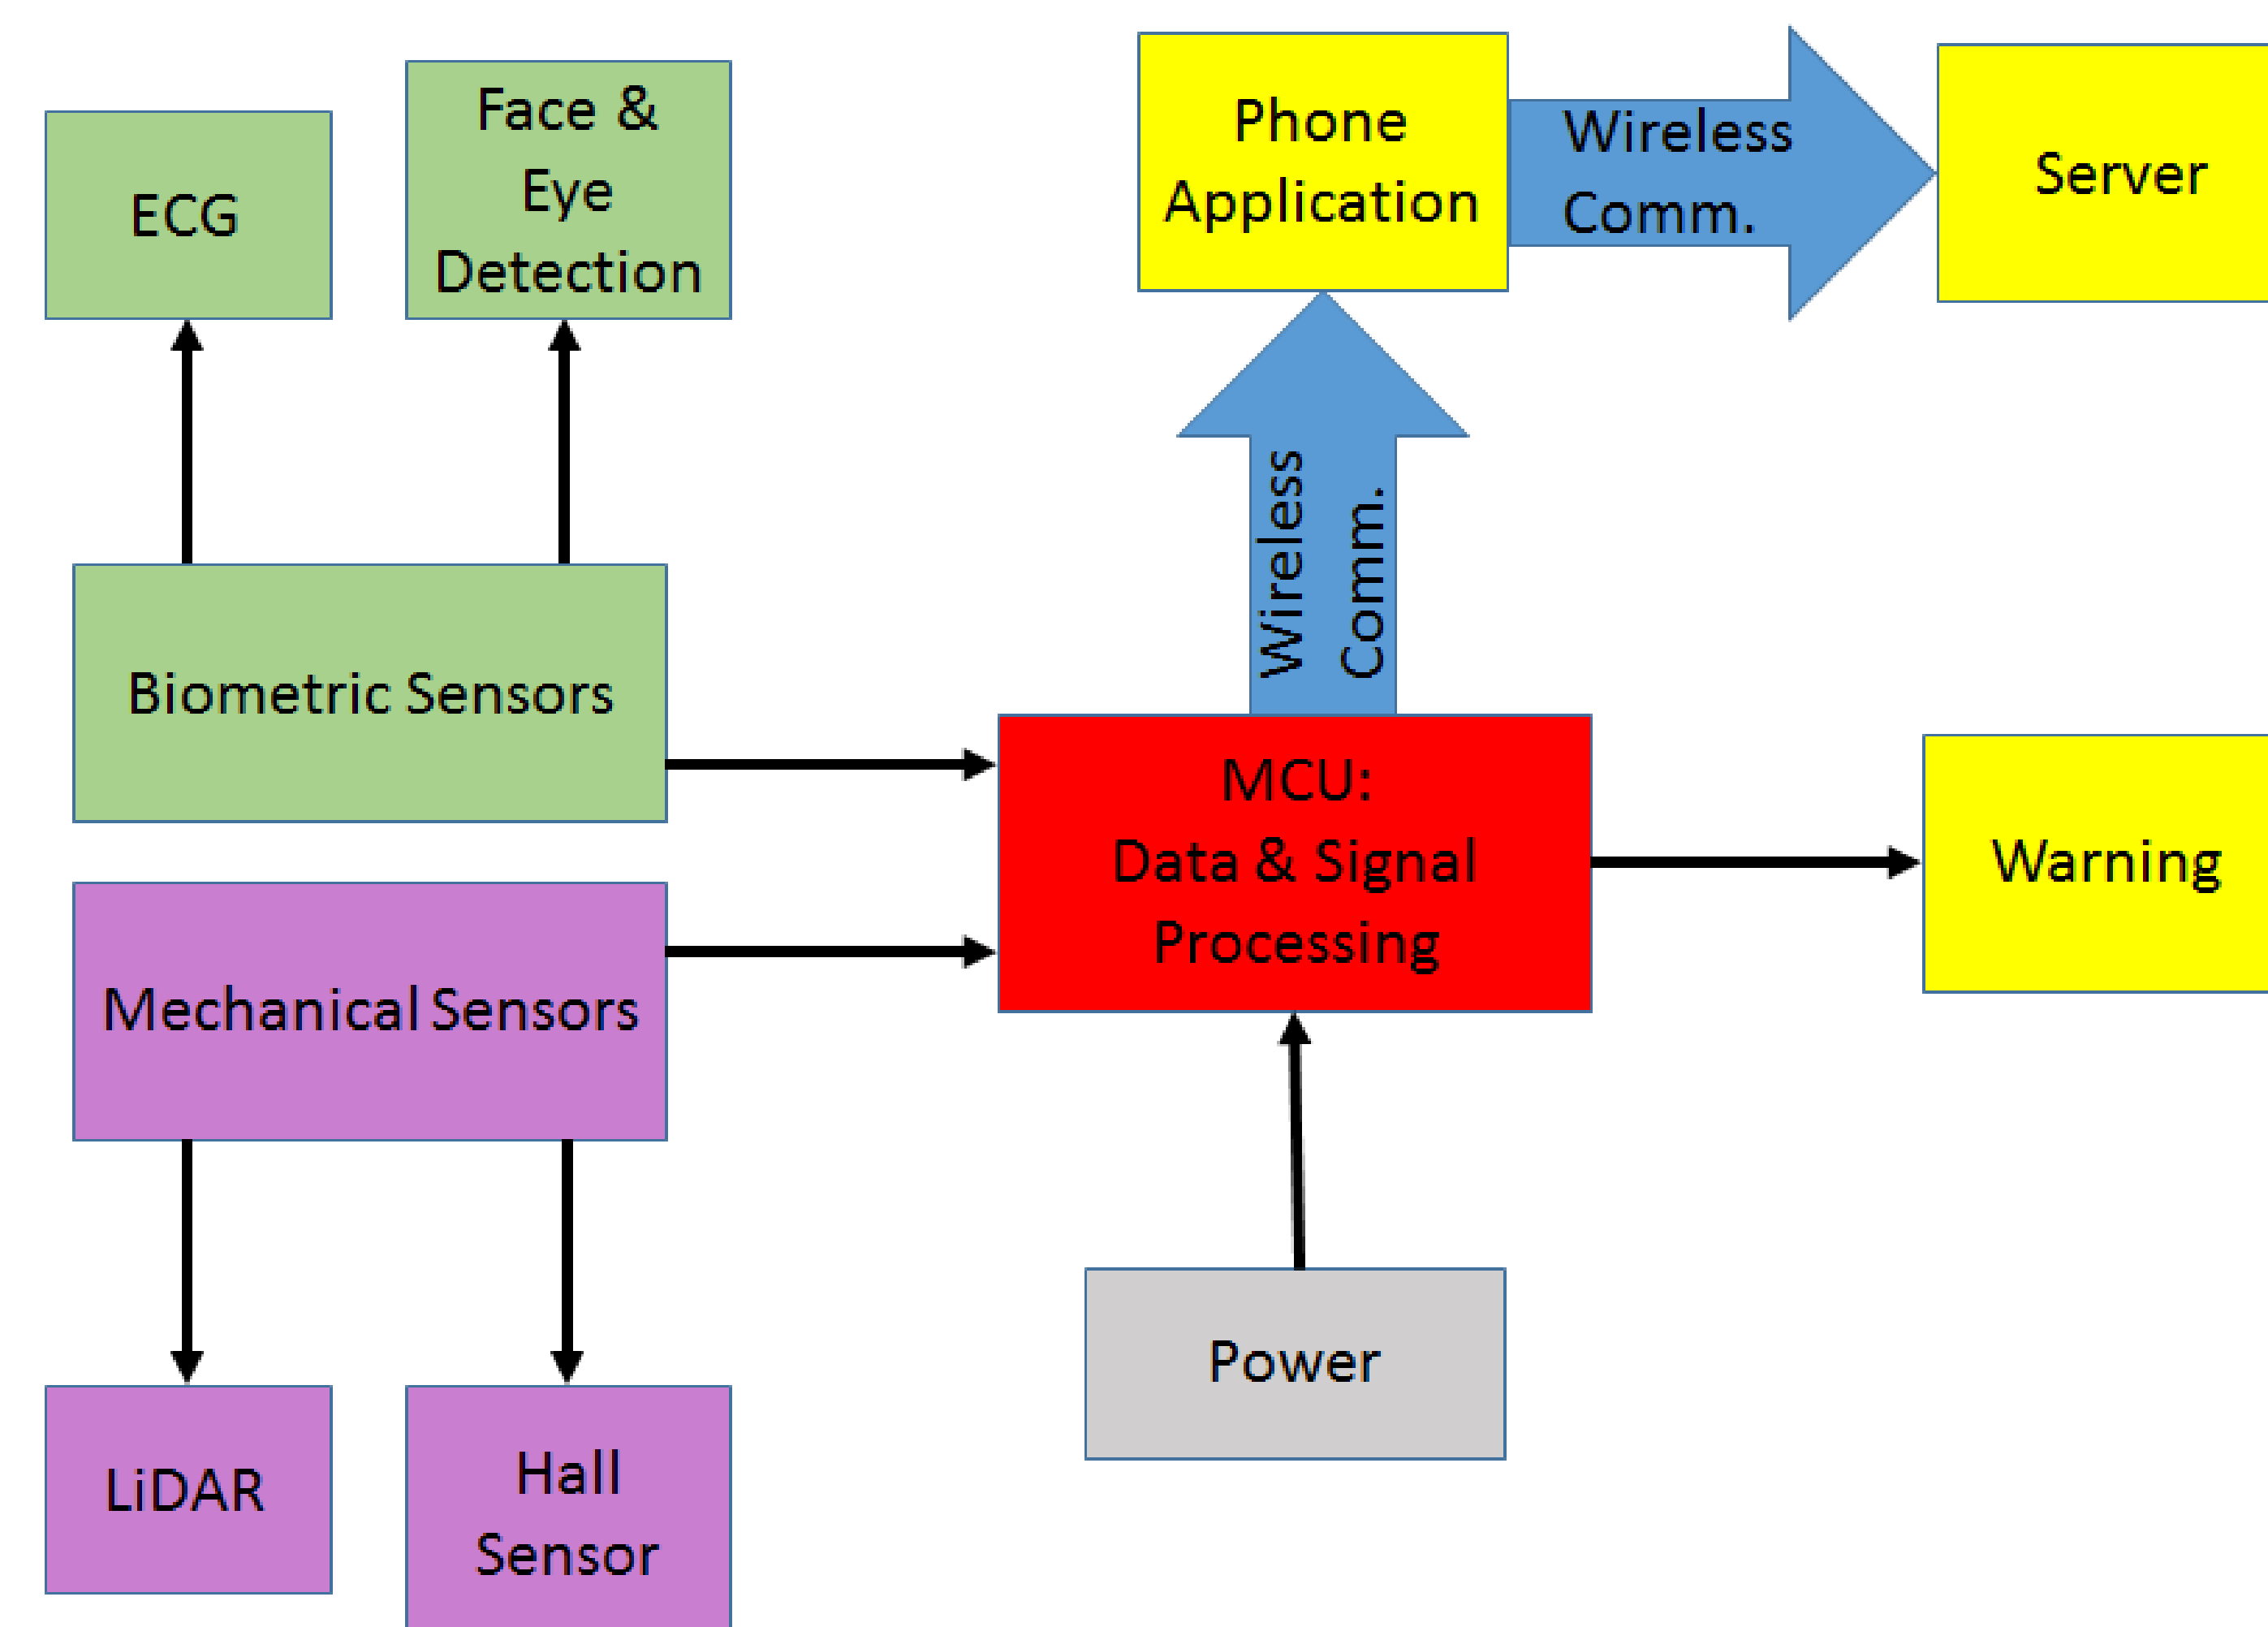 ECG
Face &
Eye
Detection
Phone
Application
Wireless
Comm.
Server
Wireless
Comm.
Biometric Sensors
MCU:
Data & Signal
Processing
Warning
Mechanical Sensors
Power
LiDAR
Hall
Sensor